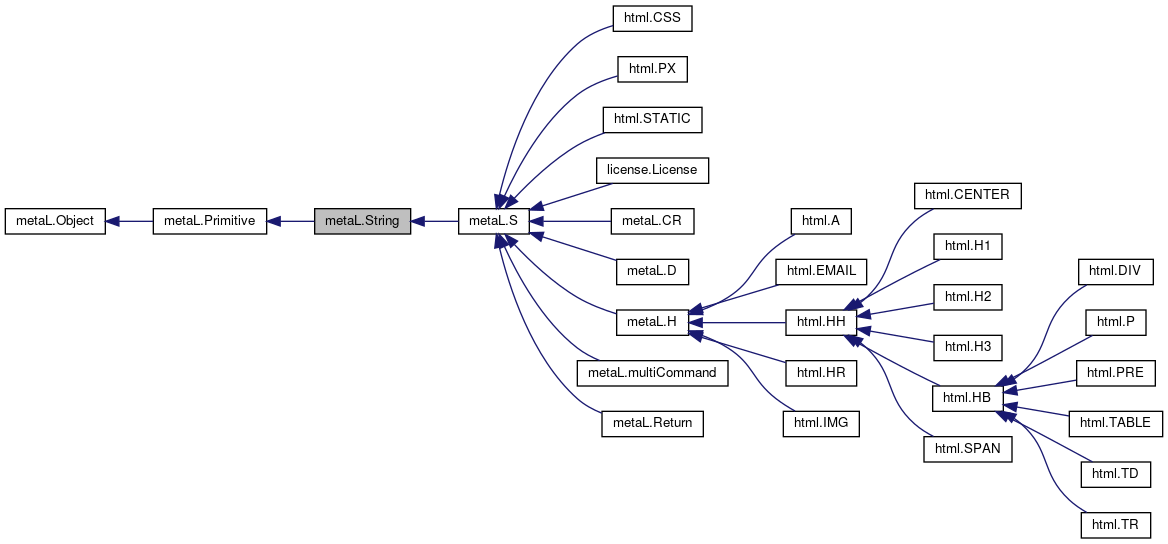 html.CSS
html.PX
html.STATIC
license.License
metaL.Object
metaL.Primitive
metaL.String
metaL.S
metaL.CR
metaL.D
metaL.H
metaL.multiCommand
metaL.Return
html.A
html.EMAIL
html.HH
html.HR
html.IMG
html.CENTER
html.H1
html.H2
html.H3
html.HB
html.SPAN
html.DIV
html.P
html.PRE
html.TABLE
html.TD
html.TR